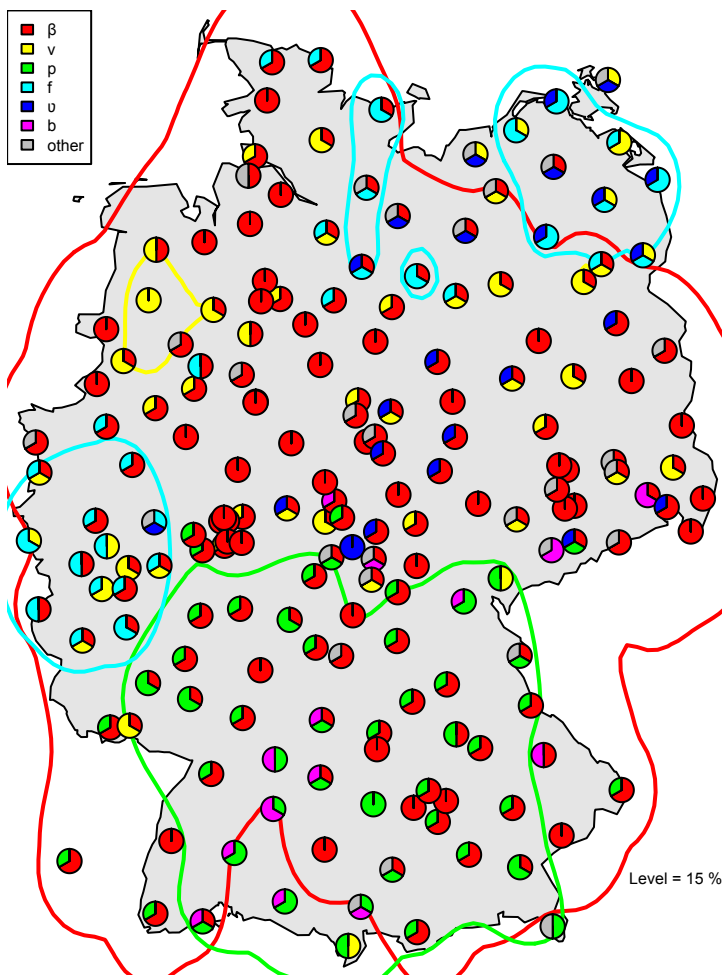 β
v
p
f
υ
b
other
Level = 15 %